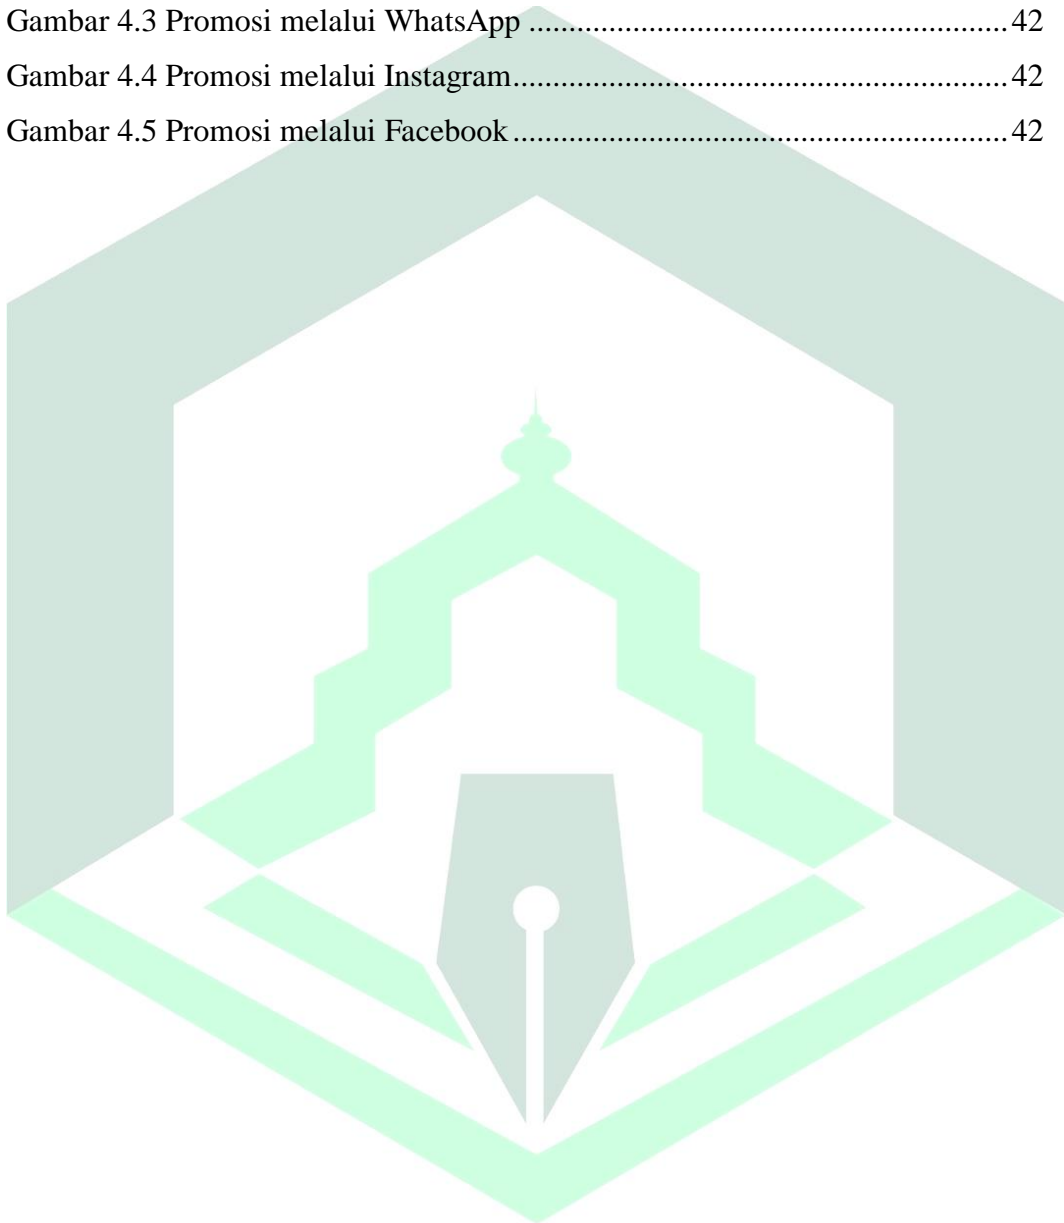 Gambar 4.3 Promosi melalui WhatsApp ................................................................ 42
Gambar 4.4 Promosi melalui Instagram.................................................................. 42
Gambar 4.5 Promosi melalui Facebook.................................................................. 42